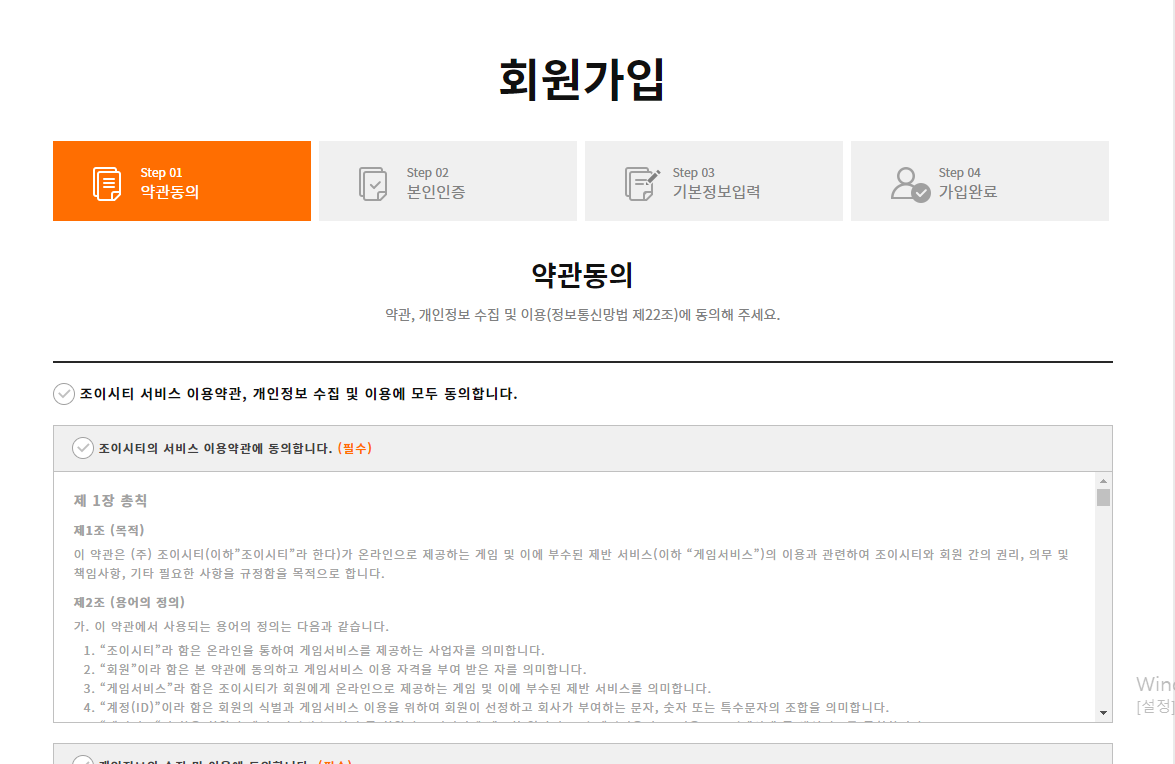 회원가입
Step 01
약관동의
Step 02
본인인증
Step 03
기본정보입력
Step 04
가입완료
약관동의
약관, 개인정보 수집 및 이용(정보통신망법 제22조)에 동의해 주세요.
조이시티 서비스 이용약관, 개인정보 수집 및 이용에 모두 동의합니다.
조이시티의 서비스 이용약관에 동의합니다. (필수)
제 1장 총칙
제1조 (목적)
이 약관은 (주) 조이시티(이하”조이시티”라 한다)가 온라인으로 제공하는 게임 및 이에 부수된 제반 서비스(이하 “게임서비스”)의 이용과 관련하여 조이시티와 회원 간의 권리, 의무 및
책임사항, 기타 필요한 사항을 규정함을 목적으로 합니다.
제2조 (용어의 정의)
가. 이 약관에서 사용되는 용어의 정의는 다음과 같습니다.
1. “조이시티”라 함은 온라인을 통하여 게임서비스를 제공하는 사업자를 의미합니다.
2. “회원”이라 함은 본 약관에 동의하고 게임서비스 이용 자격을 부여 받은 자를 의미합니다.
3. “게임서비스”라 함은 조이시티가 회원에게 온라인으로 제공하는 게임 및 이에 부수된 제반 서비스를 의미합니다.
4. “계정(ID)”이라 함은 회원의 식별과 게임서비스 이용을 위하여 회원이 선정하고 회사가 부여하는 문자, 숫자 또는 특수문자의 조합을 의미합니다.
Wind
[설정]
개인정보의 수집 및 이용에 동의합니다. (필수)